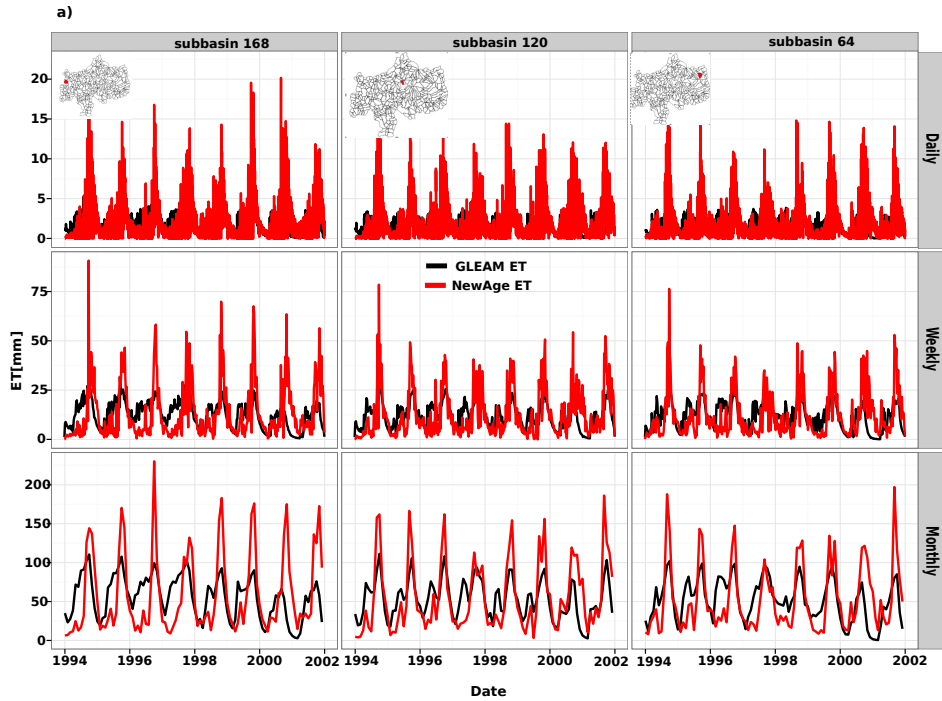 a)
subbasin 168 subbasin 120 subbasin 64
20
15
10
5
0
Daily
GLEAM ET
NewAge ET
75
50
25
0
Weekly
ET[mm]
200
150
100
50
0
Monthly
1994 1996 1998 2000 2002 1994 1996 1998 2000 2002 1994 1996 1998 2000 2002
Date